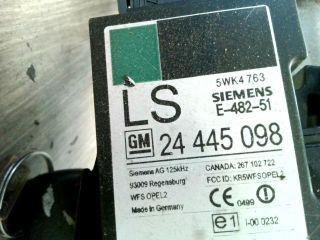 5WK4 763
LS
SIEMENS
E-482-51
GM 24 445 098
Siemens AG 125kHz
93009 Regensburg
WFS OPEL2
Made in Germany
CANADA: 267 102 722
FCC ID: KR5WFSOPEL2
CE 0499
e1 I-00 0232